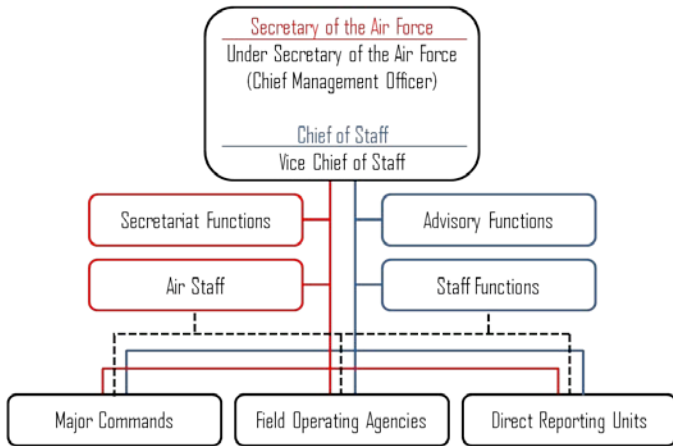 Secretary of the Air Force
Under Secretary of the Air Force
(Chief Management Officer)
Chief of Staff
Vice Chief of Staff
Secretariat Functions
Advisory Functions
Air Staff
Staff Functions
Major Commands
Field Operating Agencies
Direct Reporting Units